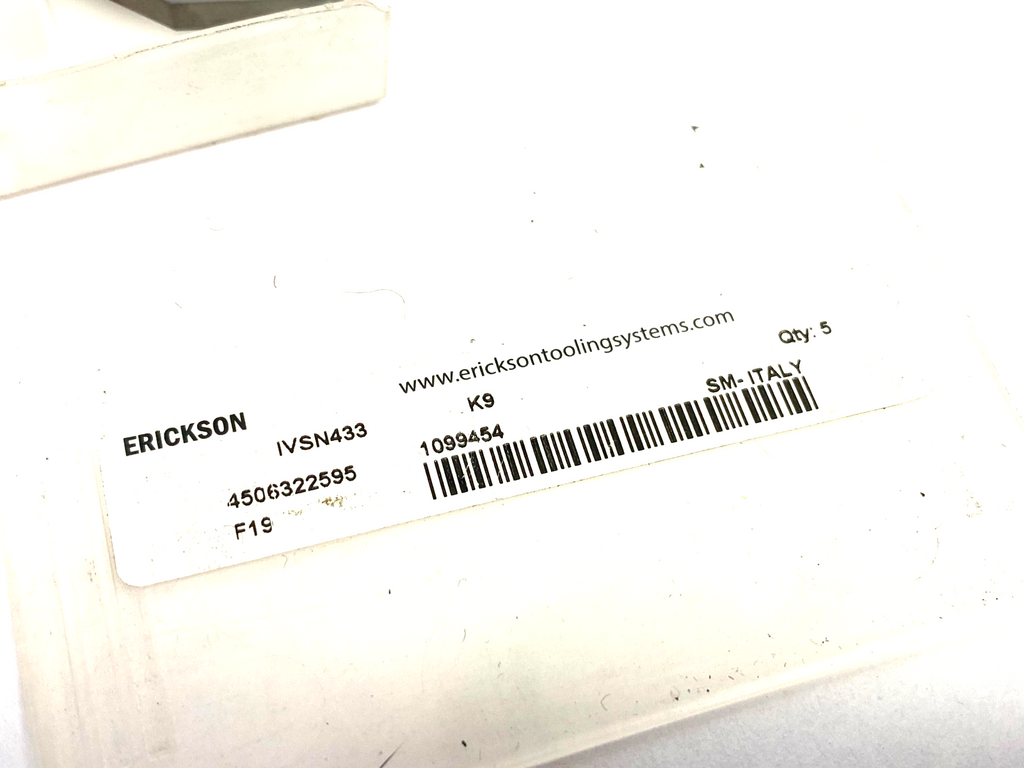 www.ericksontoolingsystems.com
Qty: 5
ERICKSON
IVSN433
K9
SM- ITALY
4506322595
1099454
F19